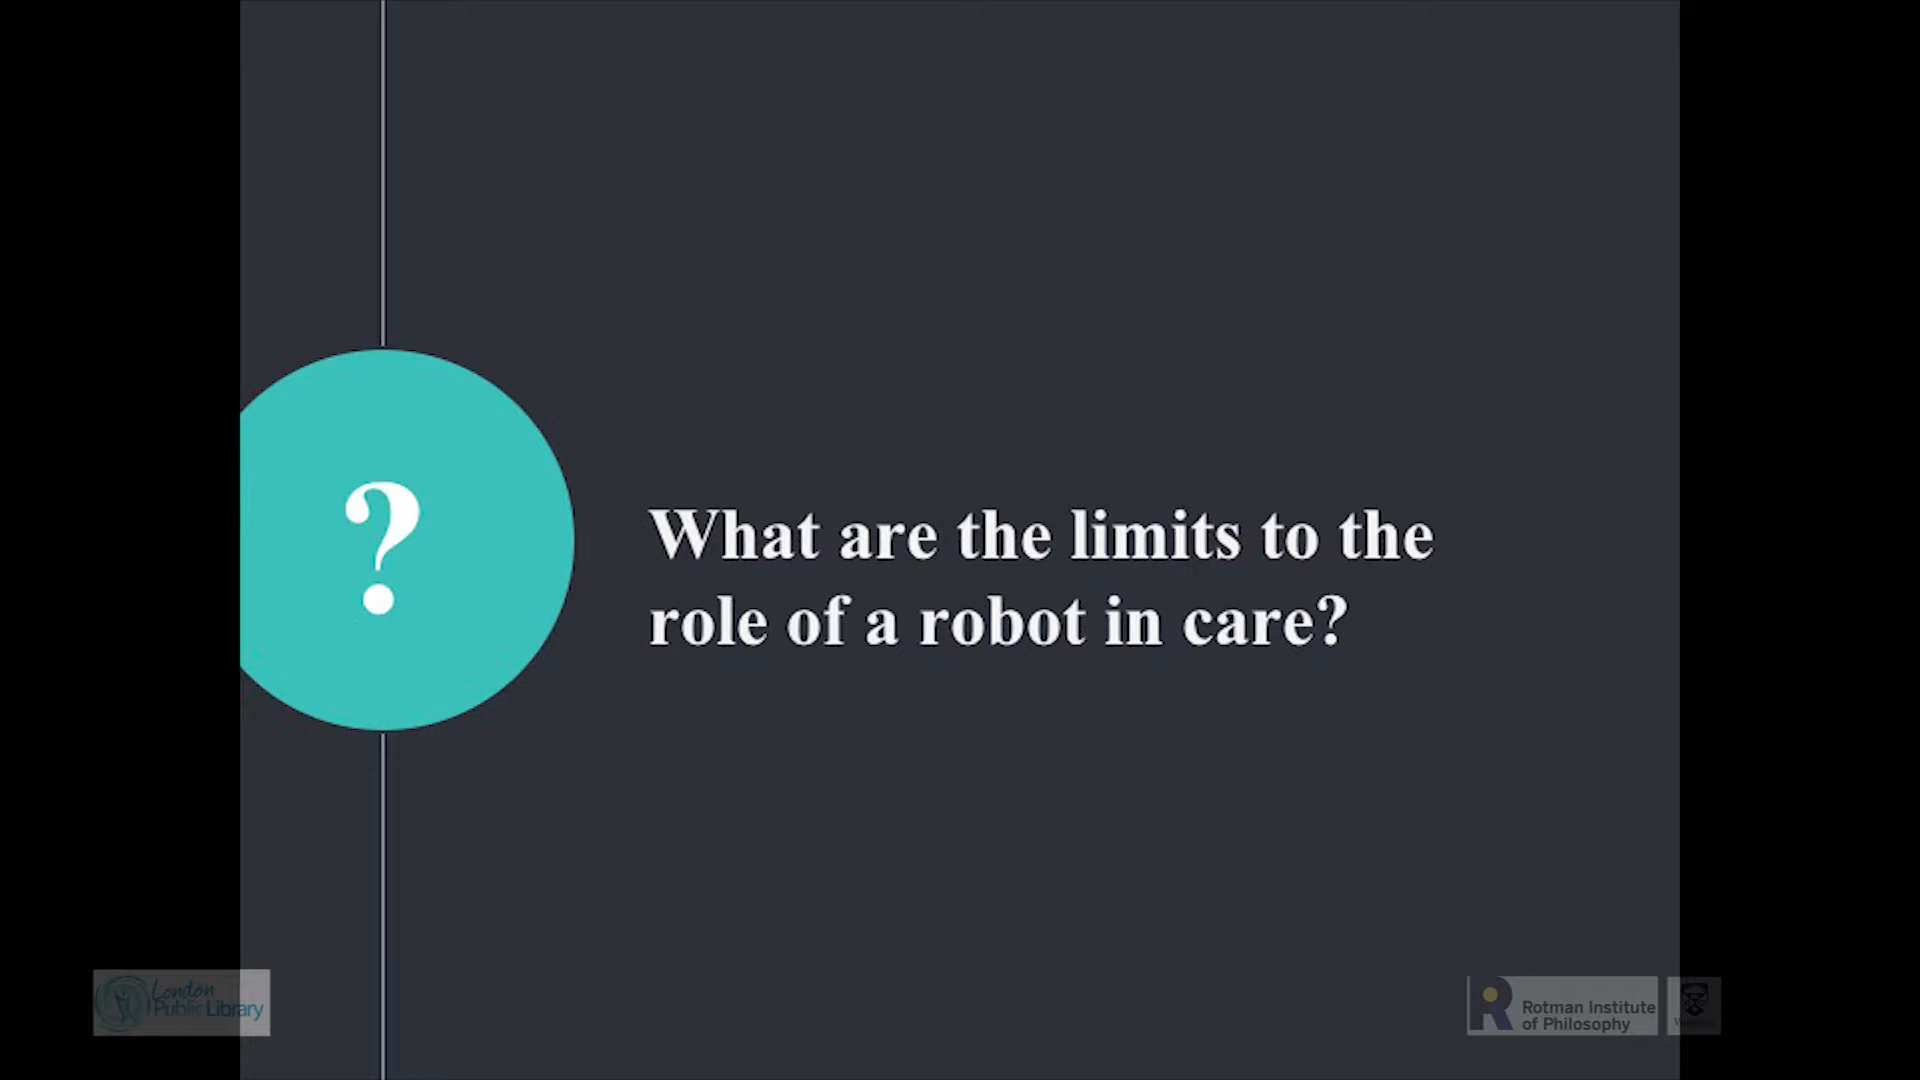 ?
What are the limits to the
role of a robot in care?
London
Public Library
Rotman Institute
of Philosophy